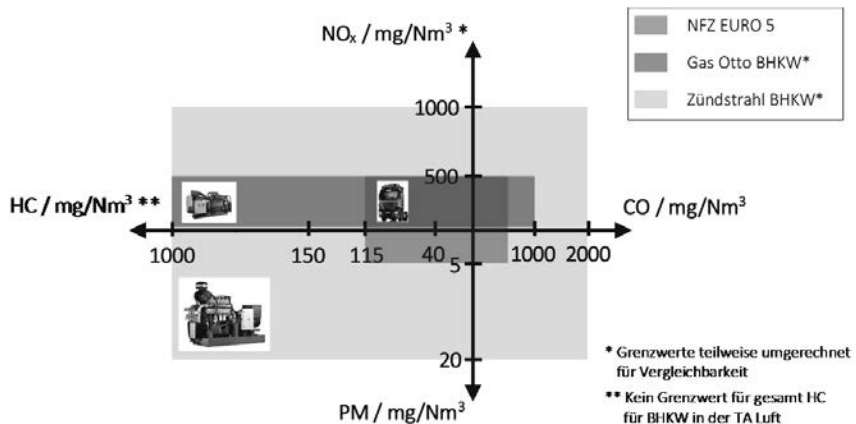 NOₓ / mg/Nm³ *
NFZ EURO 5
Gas Otto BHKW*
Zündstrahl BHKW*
1000
500
HC / mg/Nm³ **
CO / mg/Nm³
1000 150 115 40 5 1000 2000
20
PM / mg/Nm³
* Grenzwerte teilweise umgerechnet
für Vergleichbarkeit
** Kein Grenzwert für gesamt HC
für BHKW in der TA Luft